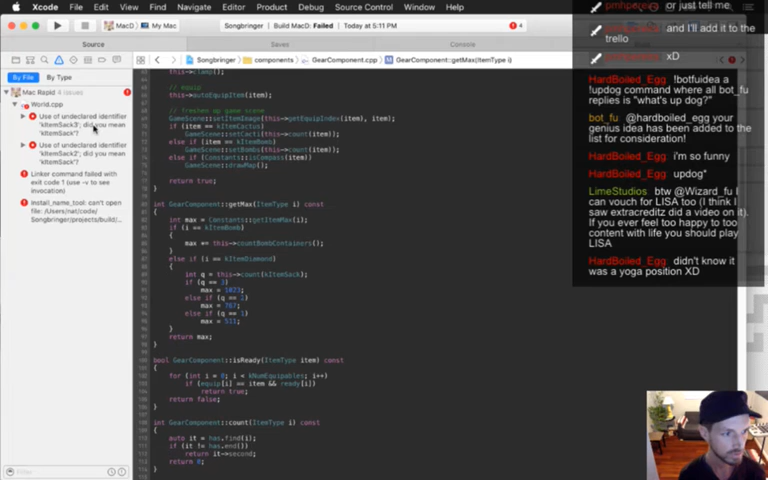 Xcode File Edit View Find Navigate Editor Product Debug Source Control Window Help
MacD My Mac Songbringer Build MacD: Failed Today at 5:11 PM 4
Source Saves Console
Songbringer components GearComponent.cpp GearComponent::getMax(ItemType i)
By File By Type
Mac Rapid 4 issues
World.cpp
Use of undeclared identifier
'kItemSack3'; did you mean
'kItemSack'?
Use of undeclared identifier
'kItemSack2'; did you mean
'kItemSack'?
Linker command failed with
exit code 1 (use -v to see
invocation)
Install_name_tool: can't open
file: /Users/nat/code/
Songbringer/projects/build/...
Filter
this->clamp();
// equip
this->autoEquipItem(item);
// freshen up game scene
GameScene::setItemImage(this->getEquipIndex(item), item);
if (item == kItemCactus)
GameScene::setCacti(this->count(item));
else if (item == kItemBomb)
GameScene::setBombs(this->count(item));
else if (Constants::isCompass(item))
GameScene::drawMap();
return true;
}
int GearComponent::getMax(ItemType i) const
{
int max = Constants::getItemMax(i);
if (i == kItemBomb)
{
max += this->countBombContainers();
}
else if (i == kItemDiamond)
{
int q = this->count(kItemSack);
if (q == 3)
max = 1023;
else if (q == 2)
max = 767;
else if (q == 1)
max = 511;
}
return max;
}
bool GearComponent::isReady(ItemType item) const
{
for (int i = 0; i < kNumEquipables; i++)
if (equip[i] == item && ready[i])
return true;
return false;
}
int GearComponent::count(ItemType i) const
{
auto it = has.find(i);
if (it != has.end())
return it->second;
return 0;
}
or just tell me
and I'll add it to the
trello
xD
HardBoiled_Egg !botfuidea a
!updog command where all bot_fu
replies is "what's up dog?"
bot_fu @hardboiled_egg your
genius idea has been added to the
list for consideration!
HardBoiled_Egg i'm so funny
HardBoiled_Egg updog*
LimeStudios btw @Wizard_fu I
can vouch for LISA too (I think I
saw extracreditz did a video on it).
If you ever feel too happy to too
content with life you should play
LISA
HardBoiled_Egg didn't know it
was a yoga position XD